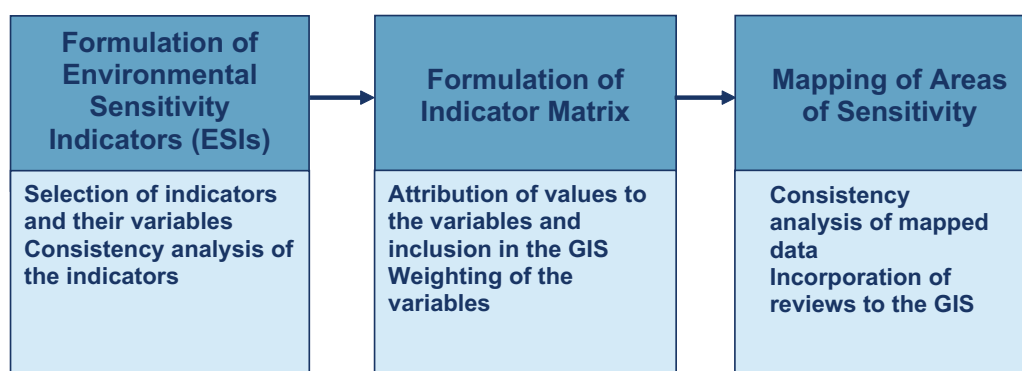 Formulation of
Environmental
Sensitivity
Indicators (ESIs)
Selection of indicators
and their variables
Consistency analysis of
the indicators
Formulation of
Indicator Matrix
Attribution of values to
the variables and
inclusion in the GIS
Weighting of the
variables
Mapping of Areas
of Sensitivity
Consistency
analysis of mapped
data
Incorporation of
reviews to the GIS